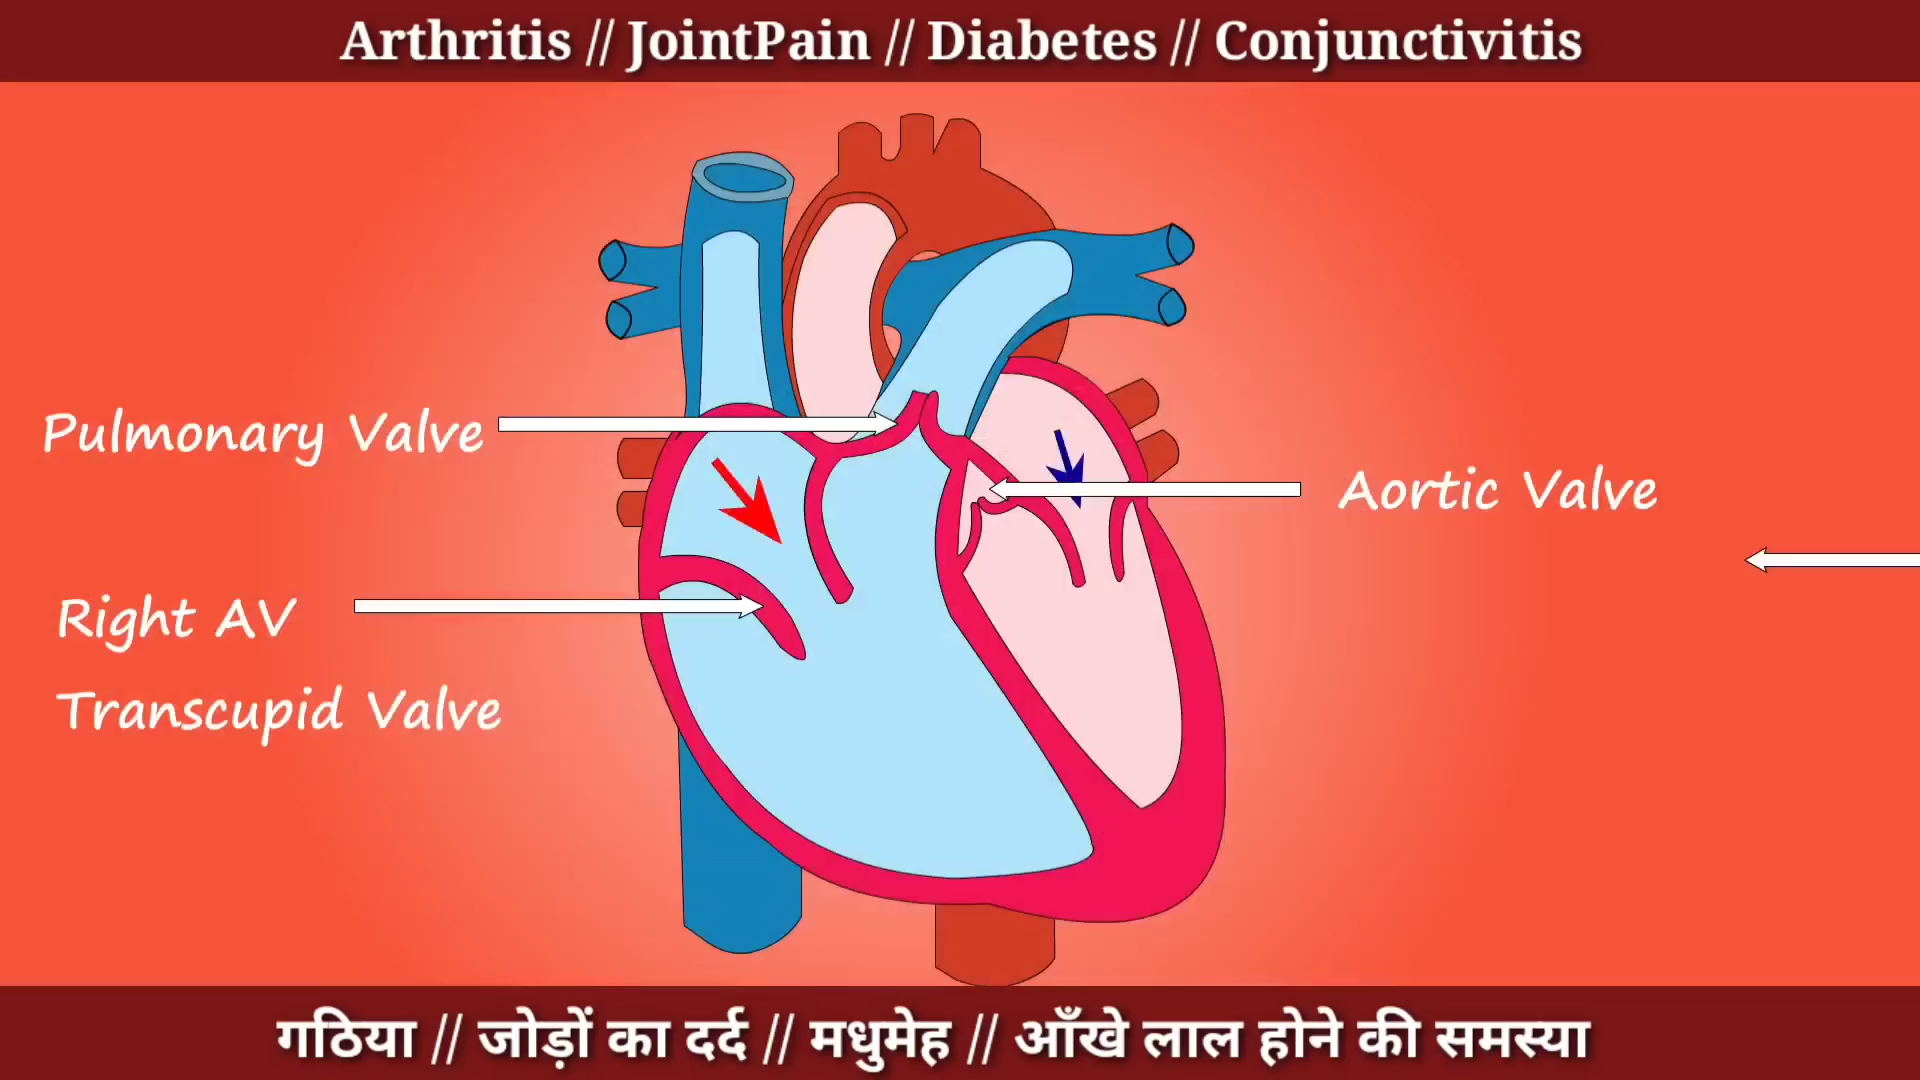 Arthritis // JointPain // Diabetes // Conjunctivitis
Pulmonary Valve
Aortic Valve
Right AV
Transcupid Valve
गठिया // जोड़ों का दर्द // मधुमेह // आँखे लाल होने की समस्या